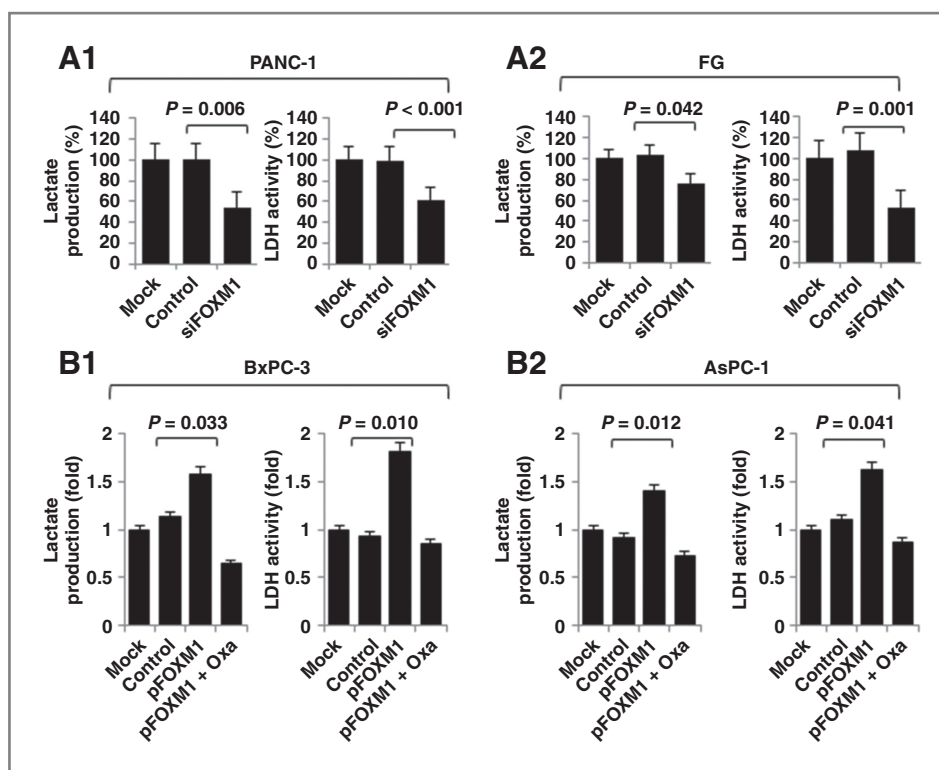 A1
PANC-1
P = 0.006
P < 0.001
Lactate
production (%)
140
120
100
80
60
40
20
0
Mock
Control
siFOXM1
LDH activity (%)
140
120
100
80
60
40
20
0
Mock
Control
siFOXM1
A2
FG
P = 0.042
P = 0.001
Lactate
production (%)
140
120
100
80
60
40
20
0
Mock
Control
siFOXM1
LDH activity (%)
140
120
100
80
60
40
20
0
Mock
Control
siFOXM1
B1
BxPC-3
P = 0.033
P = 0.010
Lactate
production (fold)
2
1.5
1
0.5
0
Mock
Control
pFOXM1
pFOXM1 + Oxa
LDH activity (fold)
2
1.5
1
0.5
0
Mock
Control
pFOXM1
pFOXM1 + Oxa
B2
AsPC-1
P = 0.012
P = 0.041
Lactate
production (fold)
2
1.5
1
0.5
0
Mock
Control
pFOXM1
pFOXM1 + Oxa
LDH activity (fold)
2
1.5
1
0.5
0
Mock
Control
pFOXM1
pFOXM1 + Oxa